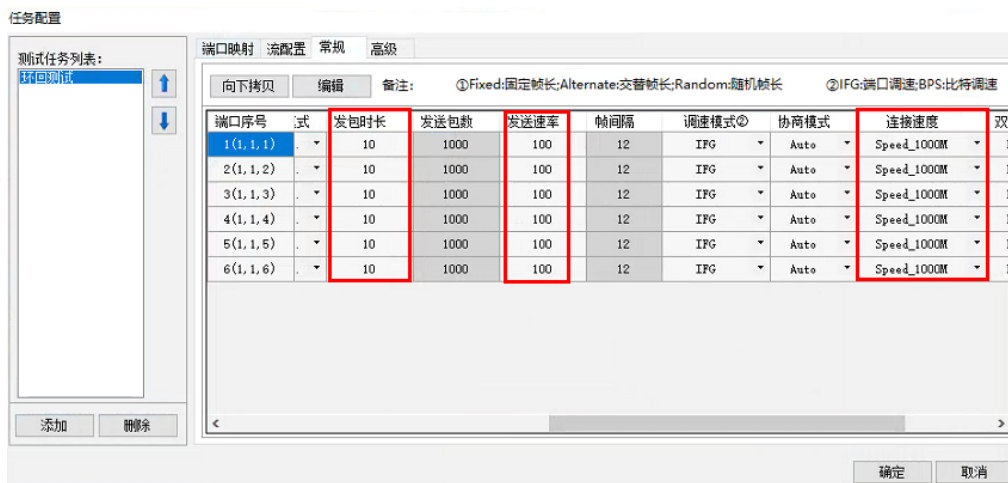 任务配置
测试任务列表:
环回测试
添加 删除
端口映射 流配置 常规 高级
向下拷贝 编辑 备注: ①Fixed:固定帧长;Alternate:交替帧长;Random:随机帧长 ②IFG:端口调速;BPS:比特调速
端口序号 式 发包时长 发送包数 发送速率 帧间隔 调速模式② 协商模式 连接速度 双
1(1,1,1) . 10 1000 100 12 IFG Auto Speed_1000M
2(1,1,2) . 10 1000 100 12 IFG Auto Speed_1000M
3(1,1,3) . 10 1000 100 12 IFG Auto Speed_1000M
4(1,1,4) . 10 1000 100 12 IFG Auto Speed_1000M
5(1,1,5) . 10 1000 100 12 IFG Auto Speed_1000M
6(1,1,6) . 10 1000 100 12 IFG Auto Speed_1000M
确定 取消